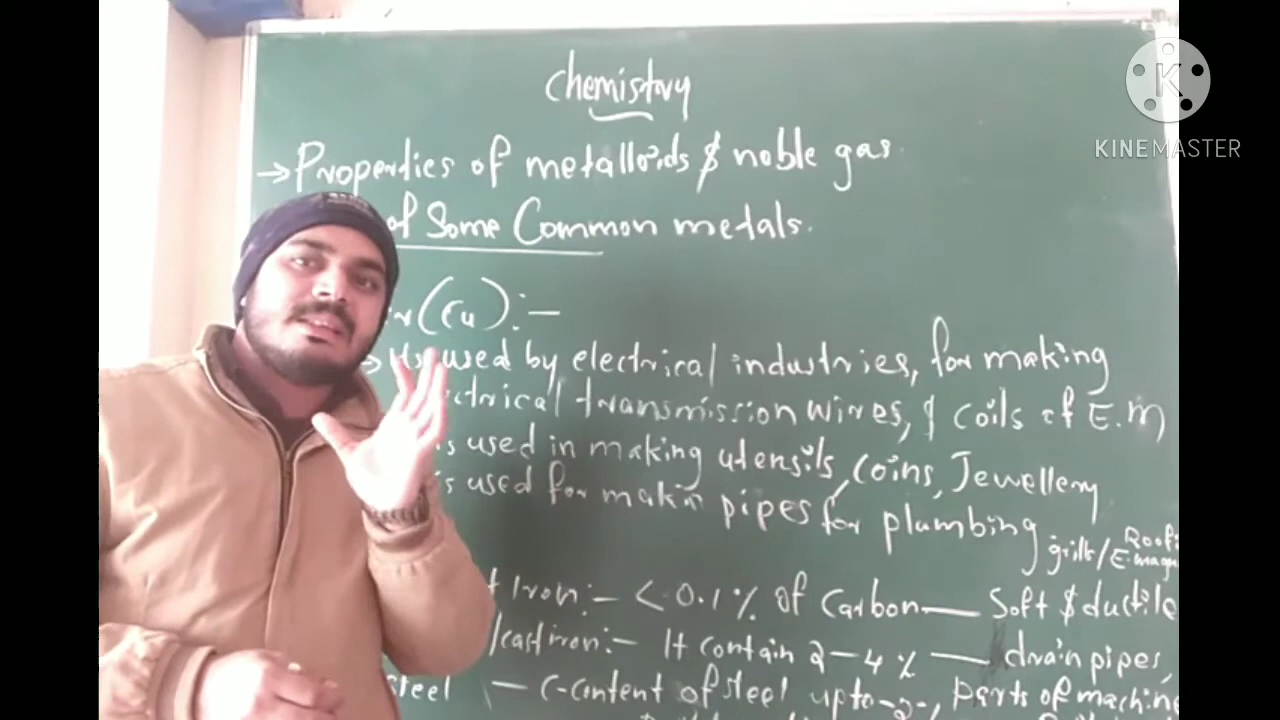 Chemistry
→ Properties of metalloids & noble gas
of Some Common metals.
(Cu):-
used by electrical industries, for making
transmission wires, & coils of E.m
is used in making utensils, coins, Jewellery
is used for makin pipes for plumbing
grills/
Iron:- < 0.1% of Carbon — Soft & ductile
/cast iron:- It contain 2-4% — drain pipes,
steel — C-content of steel upto-2-, parts of machine
KINEMASTER